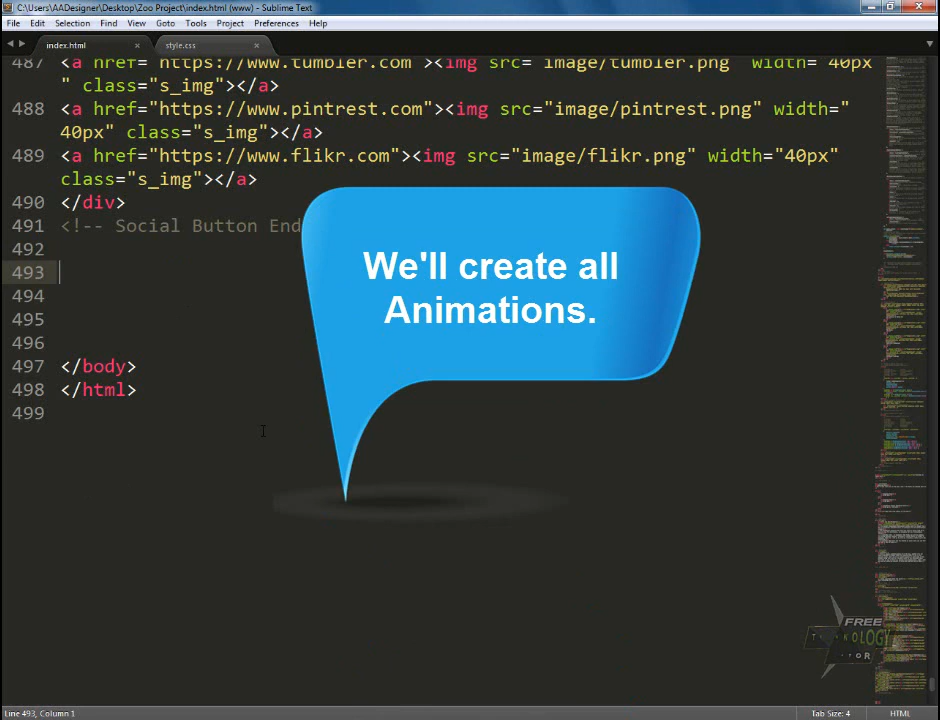 C:\Users\AADesigner\Desktop\Zoo Project\index.html (www) - Sublime Text
File Edit Selection Find View Goto Tools Project Preferences Help
index.html × style.css ×
487 <a href="https://www.tumbler.com"><img src="image/tumbler.png" width="40px
" class="s_img"></a>
488 <a href="https://www.pintrest.com"><img src="image/pintrest.png" width="
40px" class="s_img"></a>
489 <a href="https://www.flikr.com"><img src="image/flikr.png" width="40px"
class="s_img"></a>
490 </div>
491 <!-- Social Button End
492
493
494
495
496
497 </body>
498 </html>
499
We'll create all
Animations.
FREE
Line 493, Column 1 Tab Size: 4 HTML